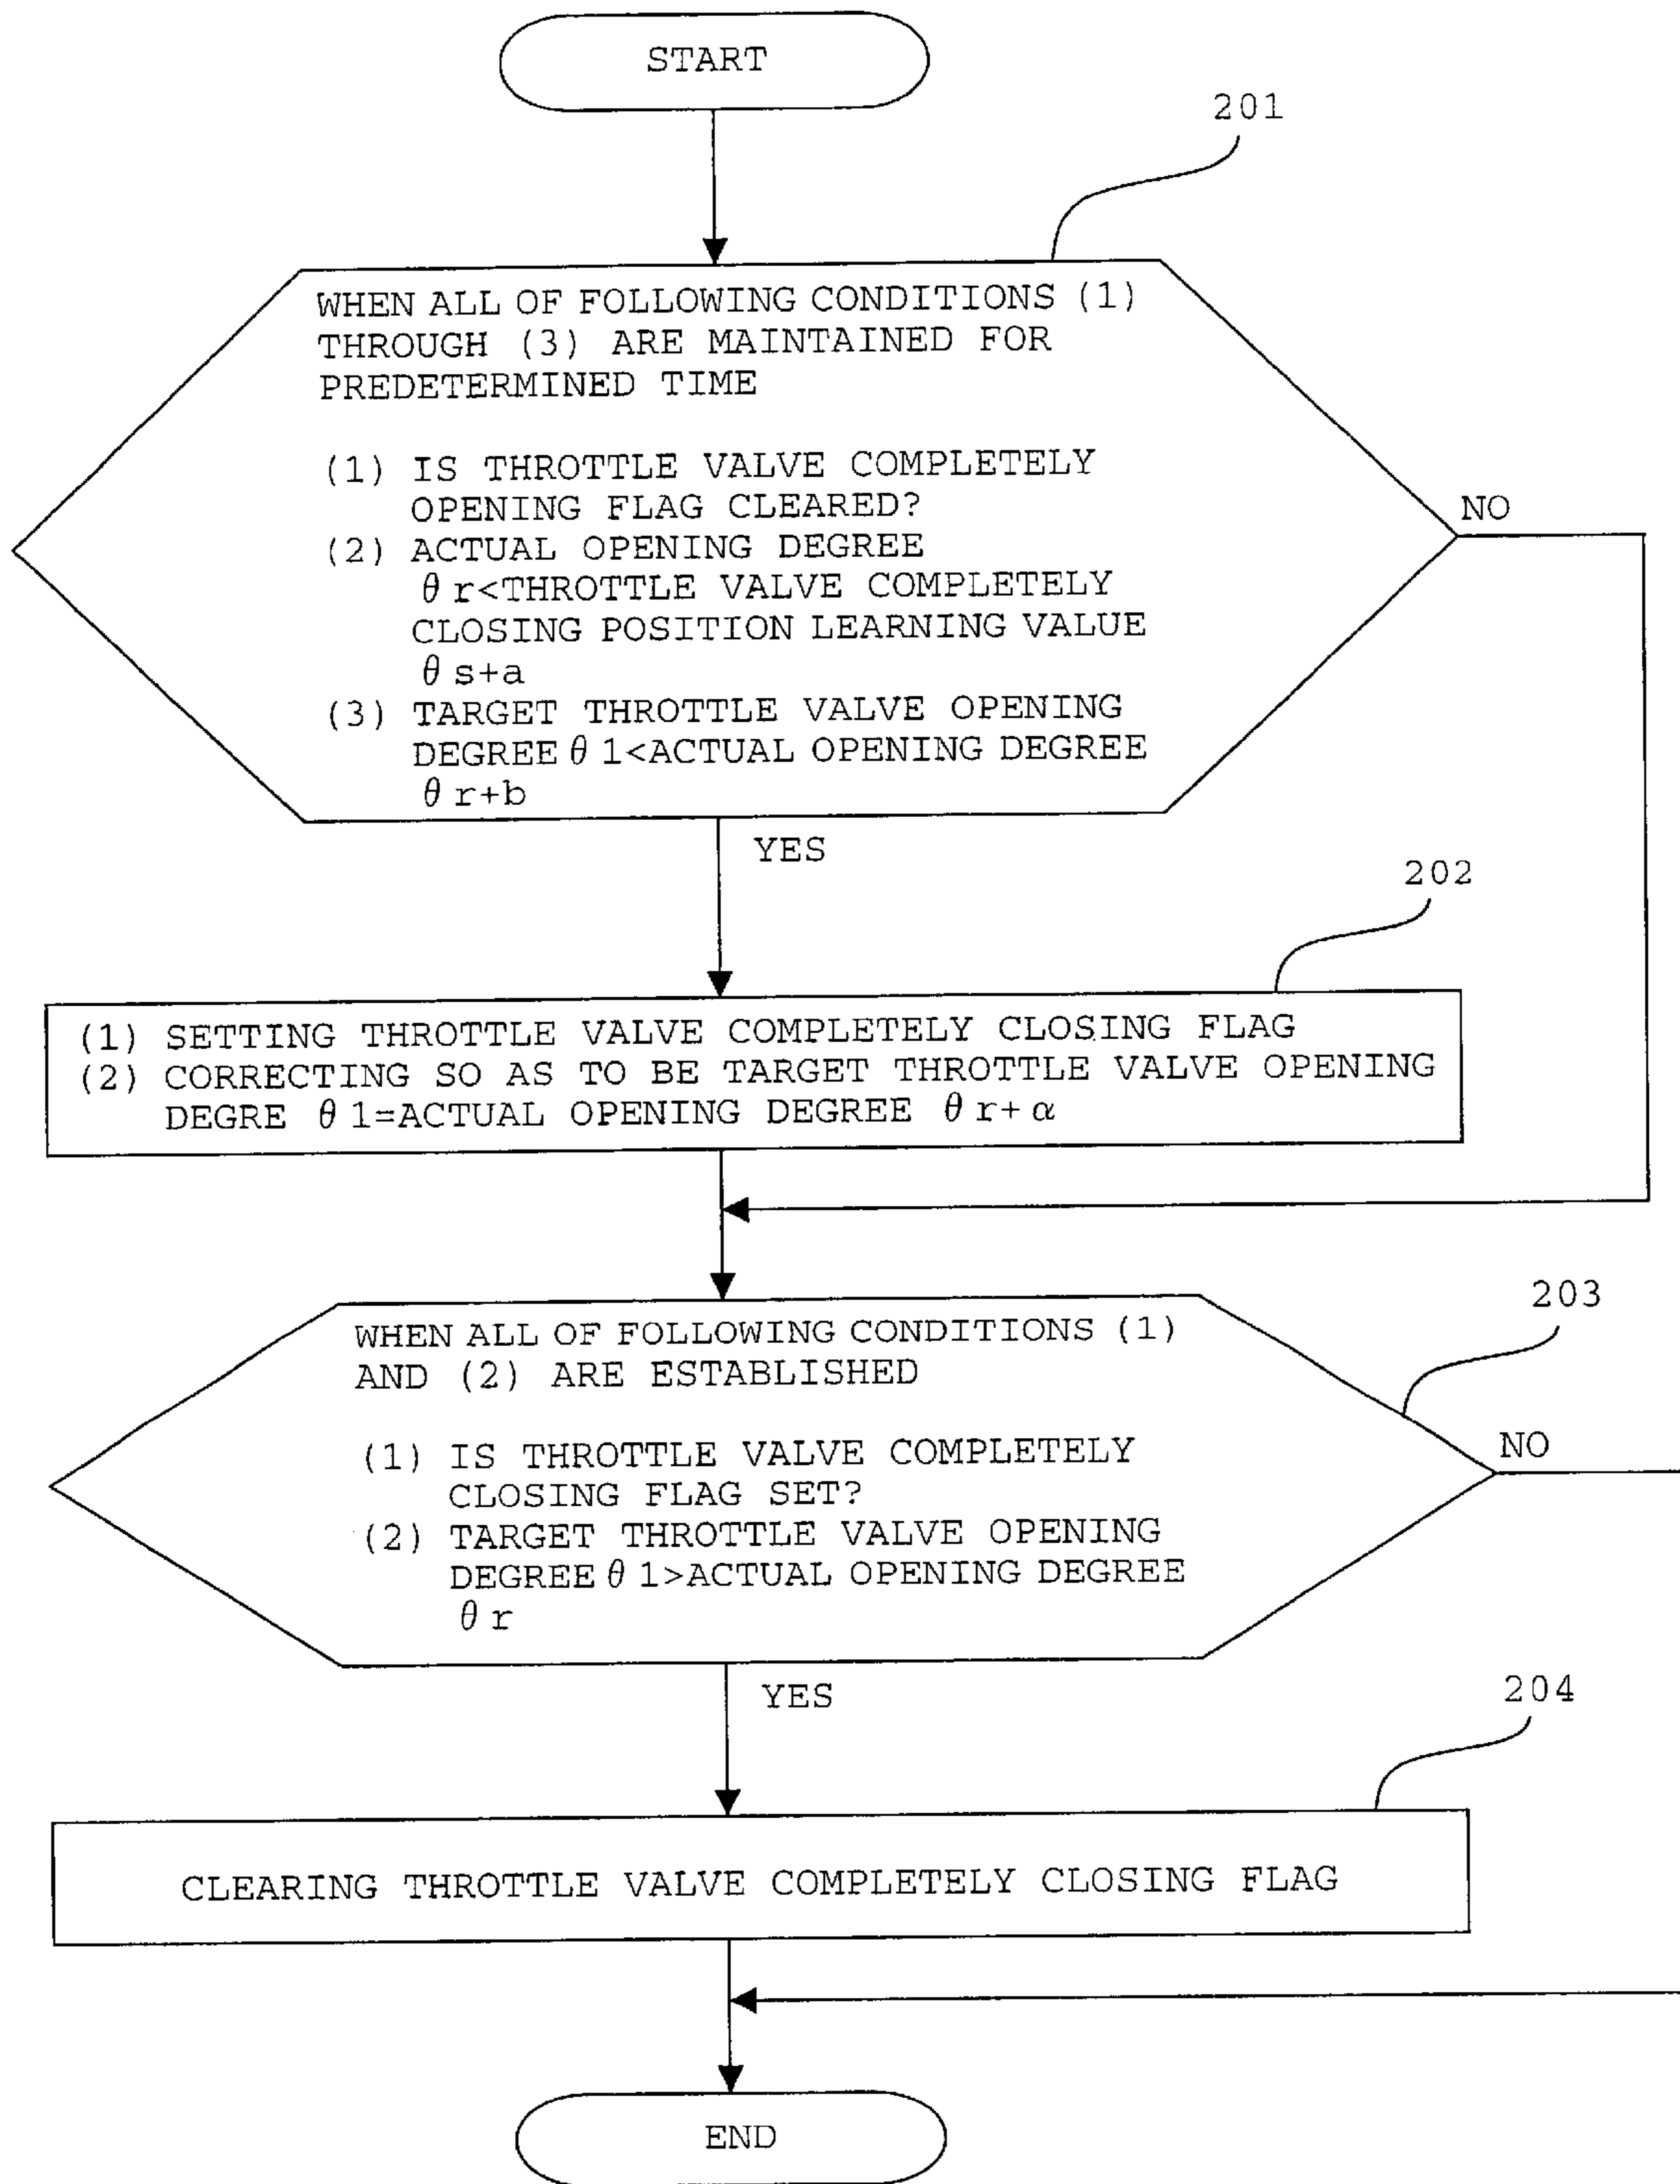 START
201
WHEN ALL OF FOLLOWING CONDITIONS (1)
THROUGH (3) ARE MAINTAINED FOR
PREDETERMINED TIME
(1) IS THROTTLE VALVE COMPLETELY
OPENING FLAG CLEARED?
(2) ACTUAL OPENING DEGREE
θr<THROTTLE VALVE COMPLETELY
CLOSING POSITION LEARNING VALUE
θs+a
(3) TARGET THROTTLE VALVE OPENING
DEGREE θ1<ACTUAL OPENING DEGREE
θr+b
NO
YES
202
(1) SETTING THROTTLE VALVE COMPLETELY CLOSING FLAG
(2) CORRECTING SO AS TO BE TARGET THROTTLE VALVE OPENING
DEGRE θ1=ACTUAL OPENING DEGREE θr+α
203
WHEN ALL OF FOLLOWING CONDITIONS (1)
AND (2) ARE ESTABLISHED
(1) IS THROTTLE VALVE COMPLETELY
CLOSING FLAG SET?
(2) TARGET THROTTLE VALVE OPENING
DEGREE θ1>ACTUAL OPENING DEGREE
θr
NO
YES
204
CLEARING THROTTLE VALVE COMPLETELY CLOSING FLAG
END